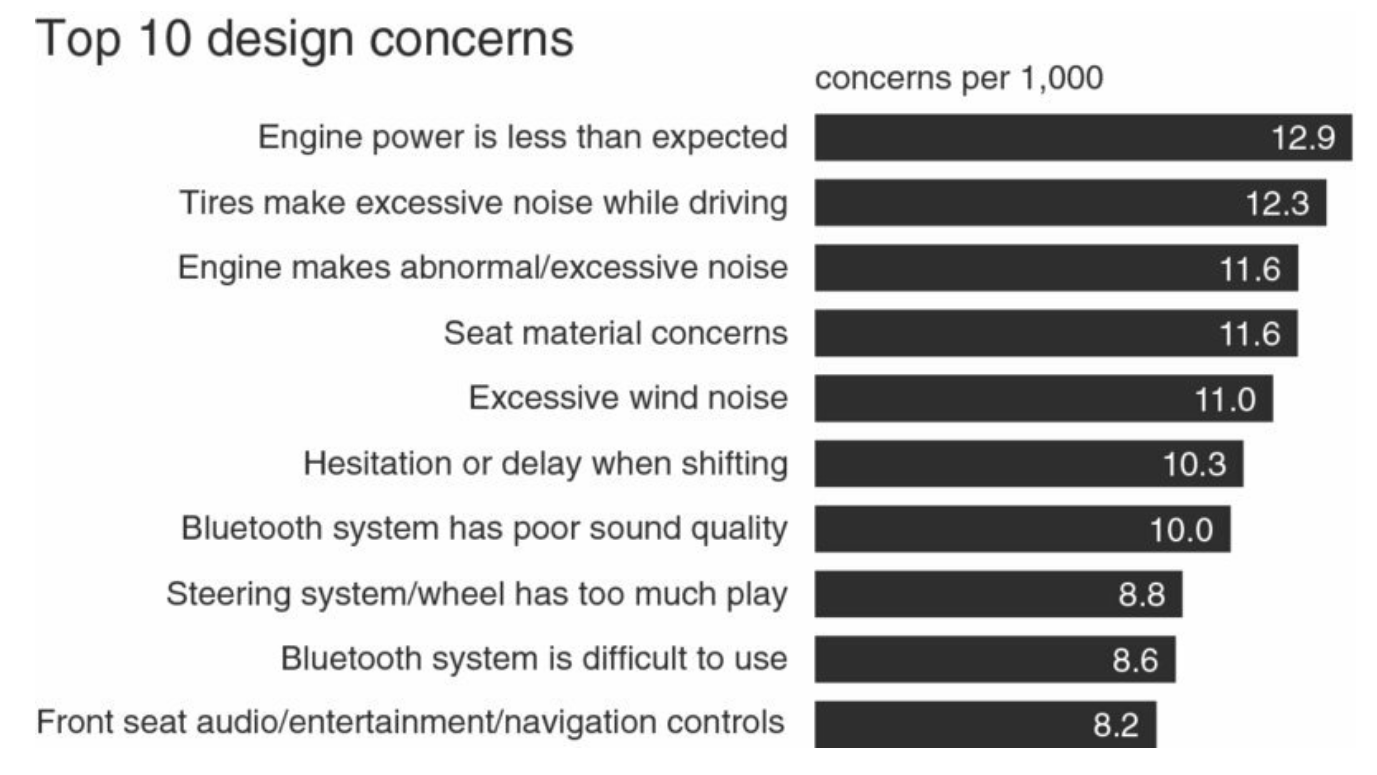 Top 10 design concerns
concerns per 1,000
Engine power is less than expected 12.9
Tires make excessive noise while driving 12.3
Engine makes abnormal/excessive noise 11.6
Seat material concerns 11.6
Excessive wind noise 11.0
Hesitation or delay when shifting 10.3
Bluetooth system has poor sound quality 10.0
Steering system/wheel has too much play 8.8
Bluetooth system is difficult to use 8.6
Front seat audio/entertainment/navigation controls 8.2